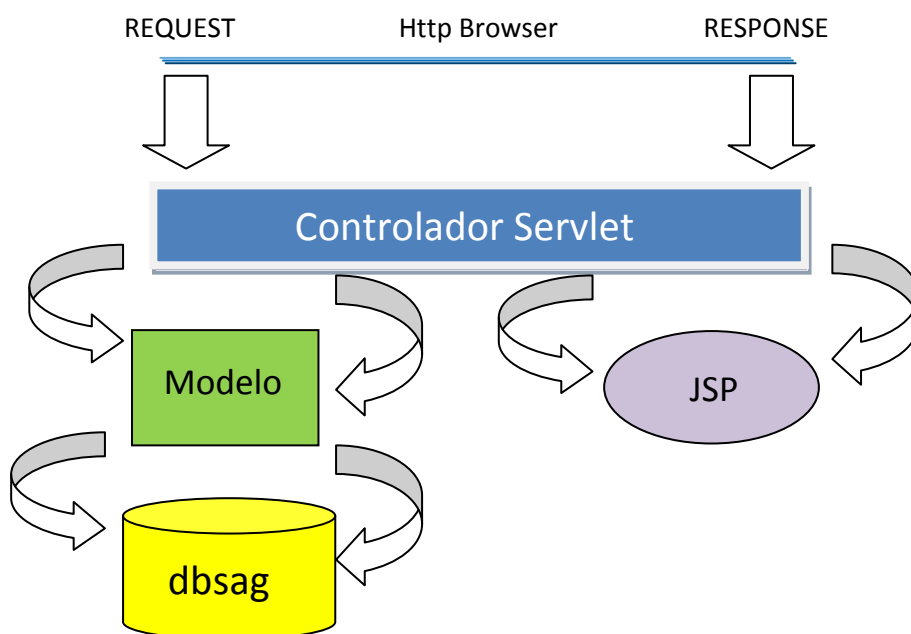 REQUEST Http Browser RESPONSE
Controlador Servlet
Modelo
JSP
dbsag